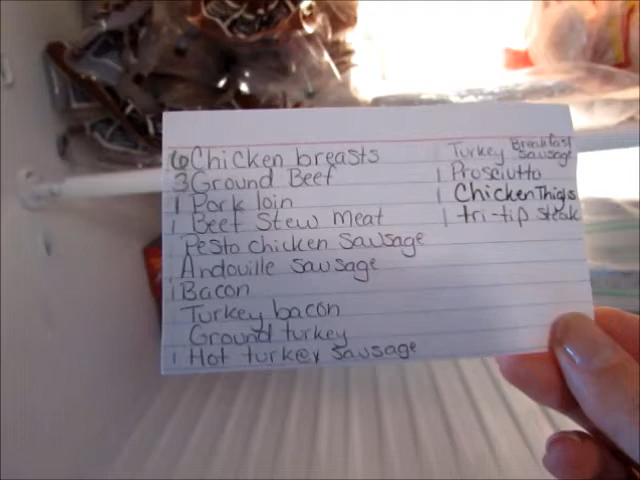 6 Chicken breasts
3 Ground Beef
1 Pork loin
1 Beef Stew meat
Pesto chicken sausage
1 Andouille sausage
1 Bacon
Turkey bacon
Ground turkey
1 Hot turkey sausage
Turkey Breakfast sausage
1 Prosciutto
1 Chicken Thighs
1 tri-tip steak